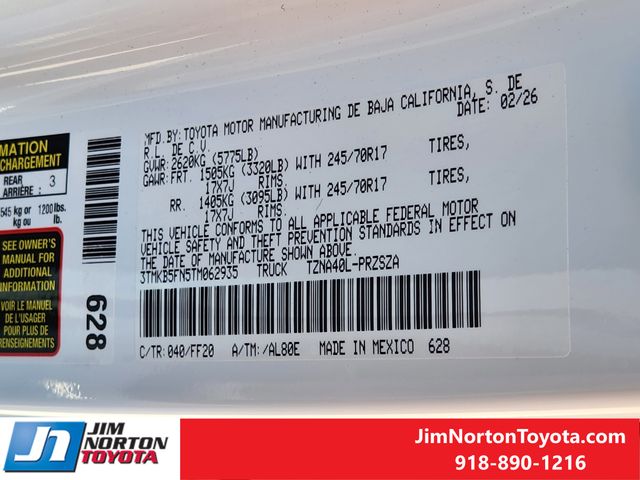 MFD.BY:TOYOTA MOTOR MANUFACTURING DE BAJA CALIFORNIA, S. DE
R.L. DE C.V. DATE: 02/26
GVWR: 2620KG (5775LB)
GAWR:FRT. 1505KG (3320LB) WITH 245/70R17 TIRES,
17X7J RIMS
RR. 1405KG (3095LB) WITH 245/70R17 TIRES,
17X7J RIMS
THIS VEHICLE CONFORMS TO ALL APPLICABLE FEDERAL MOTOR
VEHICLE SAFETY AND THEFT PREVENTION STANDARDS IN EFFECT ON
THE DATE OF MANUFACTURE SHOWN ABOVE.
3TMKB5FN5TM062935 TRUCK TZNA40L-PRZSZA
C/TR:040/FF20 A/TM:/AL80E MADE IN MEXICO 628
MATION
CHARGEMENT
REAR
ARRIÈRE : 3
545 kg or 1200 lbs.
kg ou lb.
SEE OWNER'S
MANUAL FOR
ADDITIONAL
INFORMATION
VOIR LE MANUEL
DE L'USAGER
POUR PLUS DE
RENSEIGNEMENTS
628
JIM
NORTON
TOYOTA
JimNortonToyota.com
918-890-1216